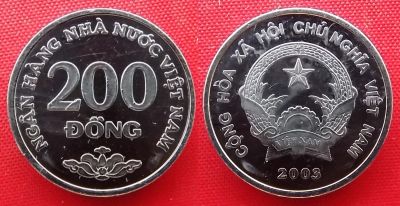 NGÂN HÀNG NHÀ NƯỚC VIỆT NAM
200
ĐỒNG
CỘNG HÒA XÃ HỘI CHỦ NGHĨA VIỆT NAM
VIỆT NAM
2003